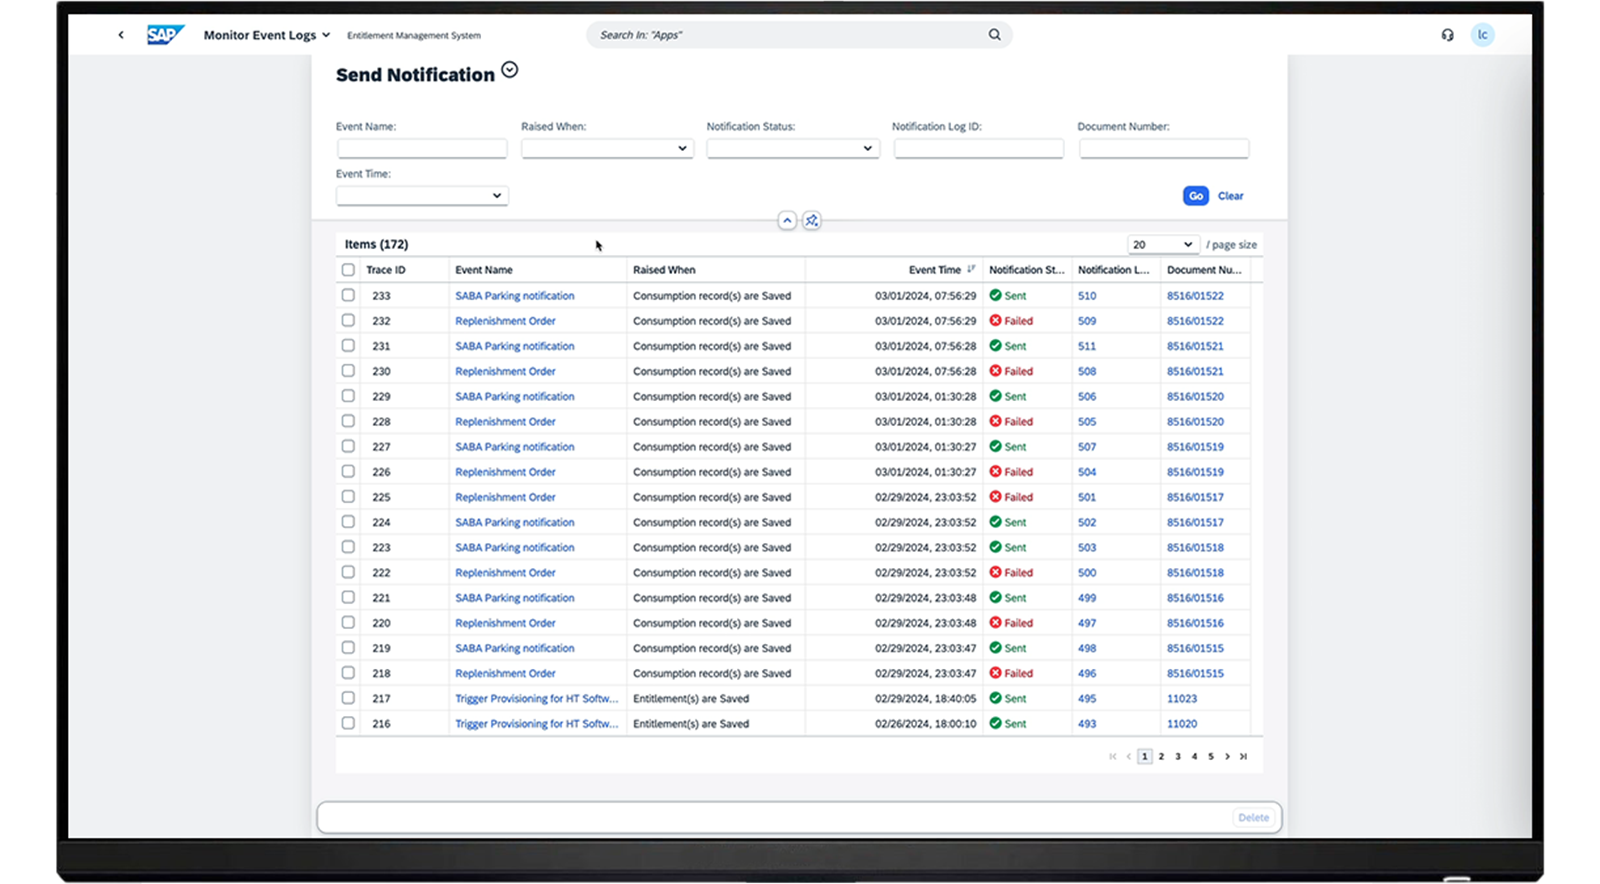 SAP Monitor Event Logs Entitlement Management System Search In: "Apps" lc
Send Notification
Event Name: Raised When: Notification Status: Notification Log ID: Document Number:
Event Time:
Go Clear
Items (172) 20 / page size
Trace ID Event Name Raised When Event Time Notification St... Notification L... Document Nu...
233 SABA Parking notification Consumption record(s) are Saved 03/01/2024, 07:56:29 Sent 510 8516/01522
232 Replenishment Order Consumption record(s) are Saved 03/01/2024, 07:56:29 Failed 509 8516/01522
231 SABA Parking notification Consumption record(s) are Saved 03/01/2024, 07:56:28 Sent 511 8516/01521
230 Replenishment Order Consumption record(s) are Saved 03/01/2024, 07:56:28 Failed 508 8516/01521
229 SABA Parking notification Consumption record(s) are Saved 03/01/2024, 01:30:28 Sent 506 8516/01520
228 Replenishment Order Consumption record(s) are Saved 03/01/2024, 01:30:28 Failed 505 8516/01520
227 SABA Parking notification Consumption record(s) are Saved 03/01/2024, 01:30:27 Sent 507 8516/01519
226 Replenishment Order Consumption record(s) are Saved 03/01/2024, 01:30:27 Failed 504 8516/01519
225 Replenishment Order Consumption record(s) are Saved 02/29/2024, 23:03:52 Failed 501 8516/01517
224 SABA Parking notification Consumption record(s) are Saved 02/29/2024, 23:03:52 Sent 502 8516/01517
223 SABA Parking notification Consumption record(s) are Saved 02/29/2024, 23:03:52 Sent 503 8516/01518
222 Replenishment Order Consumption record(s) are Saved 02/29/2024, 23:03:52 Failed 500 8516/01518
221 SABA Parking notification Consumption record(s) are Saved 02/29/2024, 23:03:48 Sent 499 8516/01516
220 Replenishment Order Consumption record(s) are Saved 02/29/2024, 23:03:48 Failed 497 8516/01516
219 SABA Parking notification Consumption record(s) are Saved 02/29/2024, 23:03:47 Sent 498 8516/01515
218 Replenishment Order Consumption record(s) are Saved 02/29/2024, 23:03:47 Failed 496 8516/01515
217 Trigger Provisioning for HT Softw... Entitlement(s) are Saved 02/29/2024, 18:40:05 Sent 495 11023
216 Trigger Provisioning for HT Softw... Entitlement(s) are Saved 02/26/2024, 18:00:10 Sent 493 11020
1 2 3 4 5
Delete